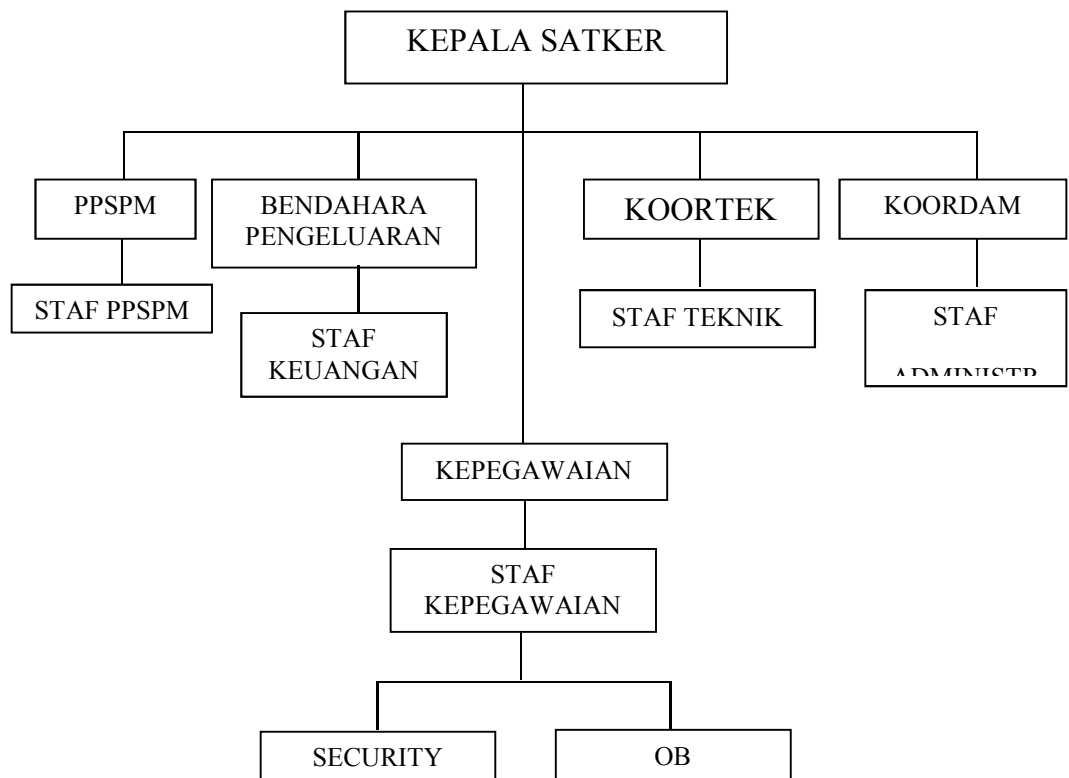 KEPALA SATKER
PPSPM
BENDAHARA
PENGELUARAN
KOORTEK
KOORDAM
STAF PPSPM
STAF
KEUANGAN
STAF TEKNIK
STAF
ADMINISTR
KEPEGAWAIAN
STAF
KEPEGAWAIAN
SECURITY
OB